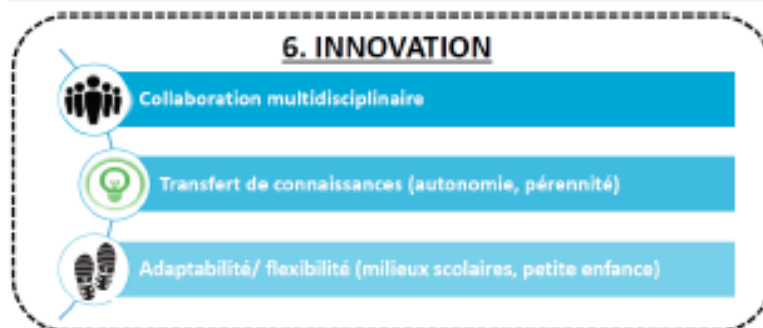 6. INNOVATION
Collaboration multidisciplinaire
Transfert de connaissances (autonomie, pérennité)
Adaptabilité/ flexibilité (milieux scolaires, petite enfance)